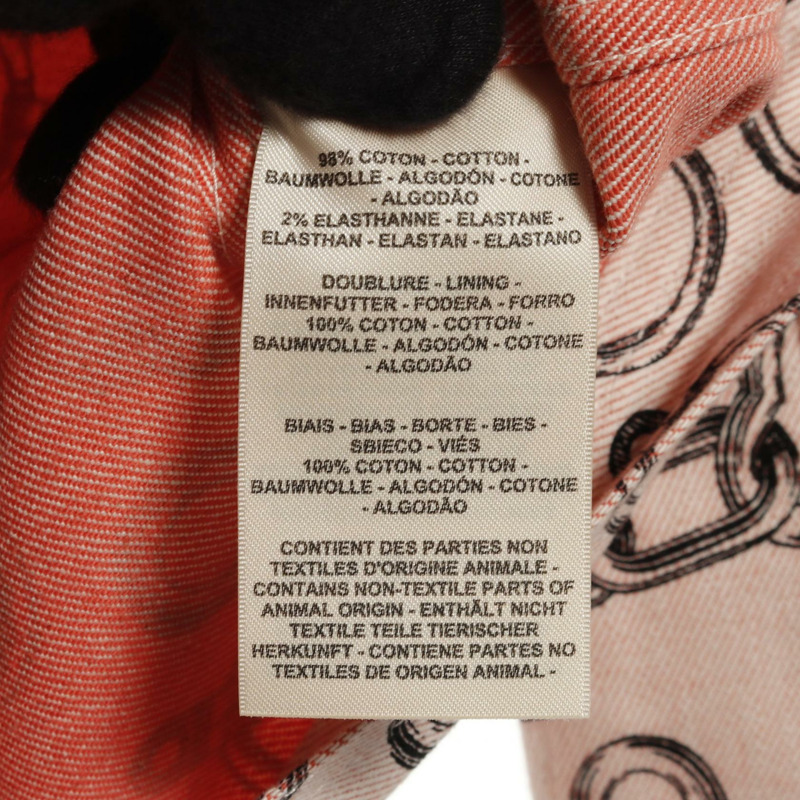 98% COTON - COTTON -
BAUMWOLLE - ALGODÓN - COTONE
- ALGODÃO
2% ELASTHANNE - ELASTANE -
ELASTHAN - ELASTAN - ELASTANO
DOUBLURE - LINING -
INNENFUTTER - FODERA - FORRO
100% COTON - COTTON -
BAUMWOLLE - ALGODÓN - COTONE
- ALGODÃO
BIAIS - BIAS - BORTE - BIES -
SBIECO - VIÉS
100% COTON - COTTON -
BAUMWOLLE - ALGODÓN - COTONE
- ALGODÃO
CONTIENT DES PARTIES NON
TEXTILES D'ORIGINE ANIMALE -
CONTAINS NON-TEXTILE PARTS OF
ANIMAL ORIGIN - ENTHÄLT NICHT
TEXTILE TEILE TIERISCHER
HERKUNFT - CONTIENE PARTES NO
TEXTILES DE ORIGEN ANIMAL -